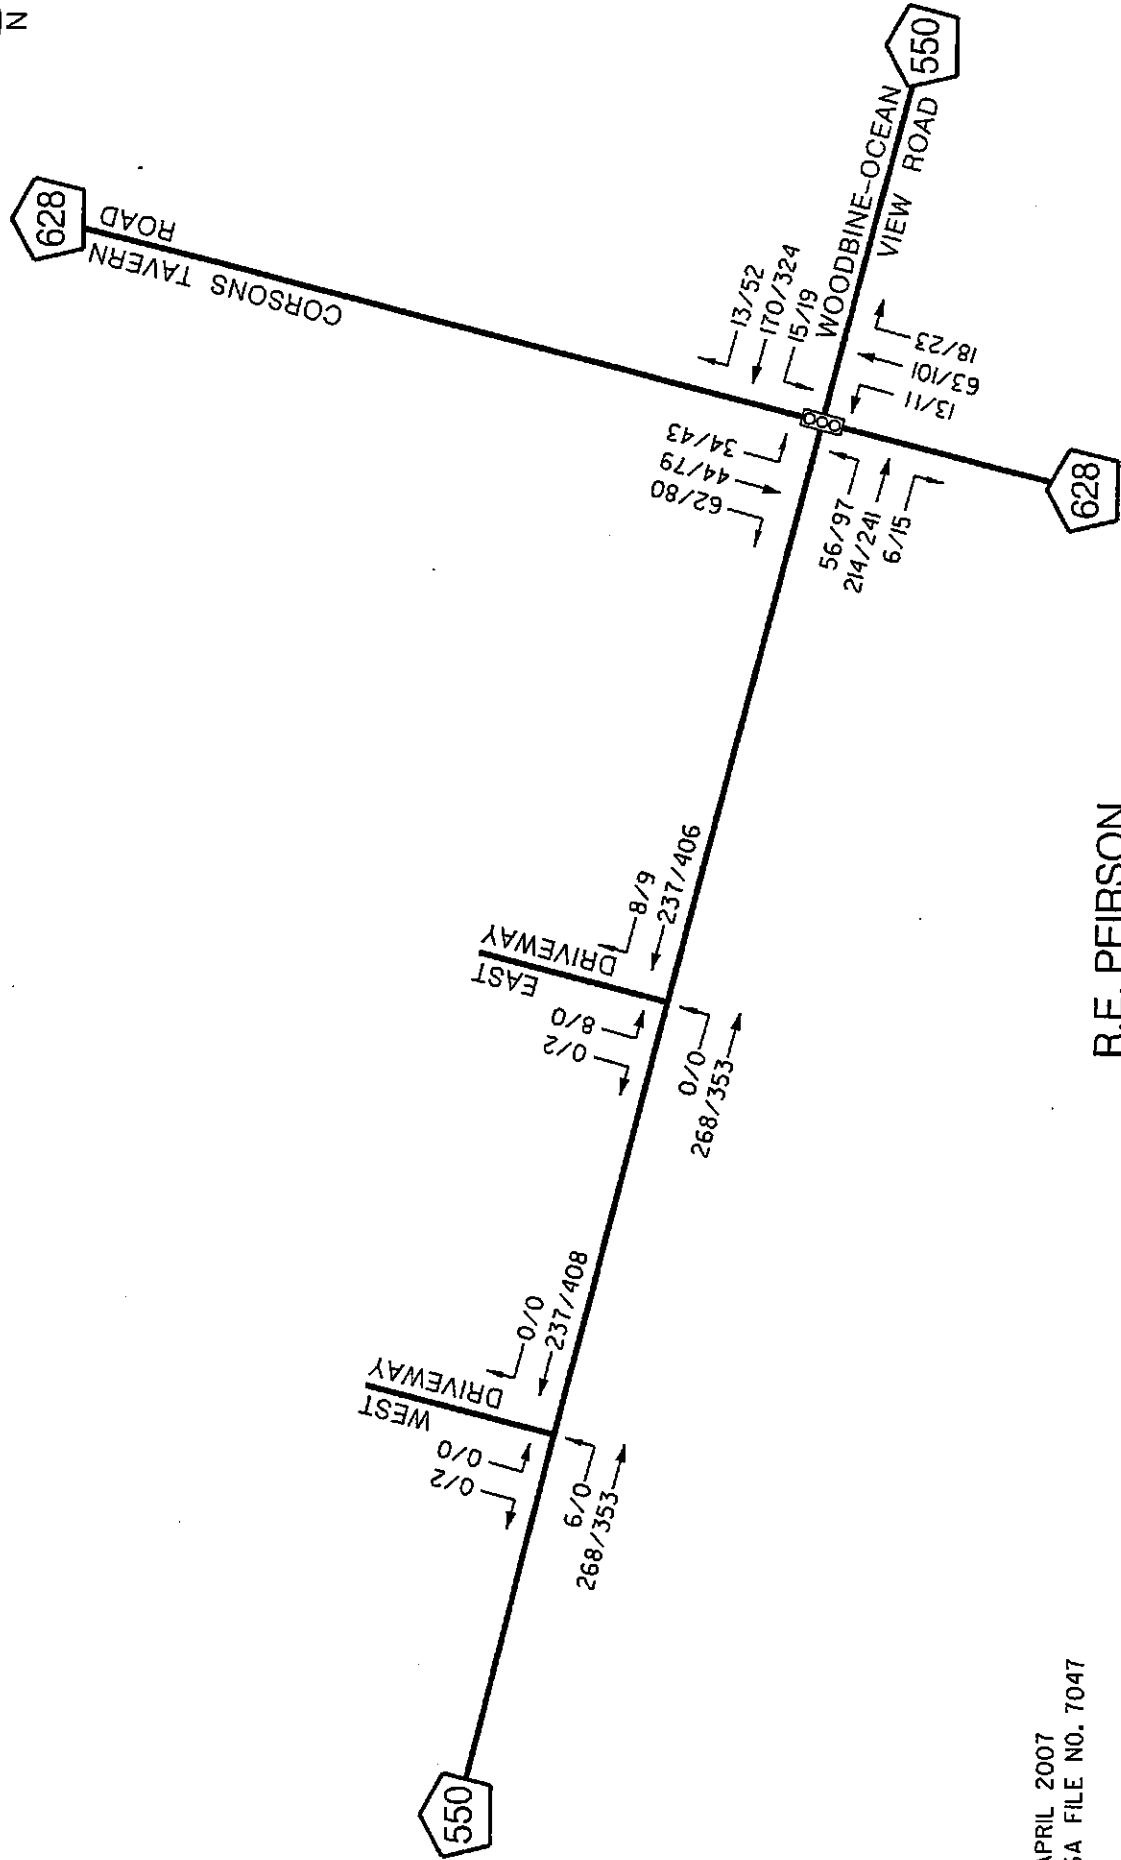 N
628
CORSONS TAVERN
ROAD
550
WOODBINE-OCEAN
VIEW ROAD
13/52
170/324
15/19
34/43
44/79
62/80
18/23
63/101
13/11
56/97
214/241
6/15
628
EAST
DRIVEWAY
8/9
237/406
8/0
0/2
0/0
268/353
WEST
DRIVEWAY
0/0
237/408
0/0
0/2
6/0
268/353
550
R.E. PEIRSON
APRIL 2007
SA FILE NO. 7047